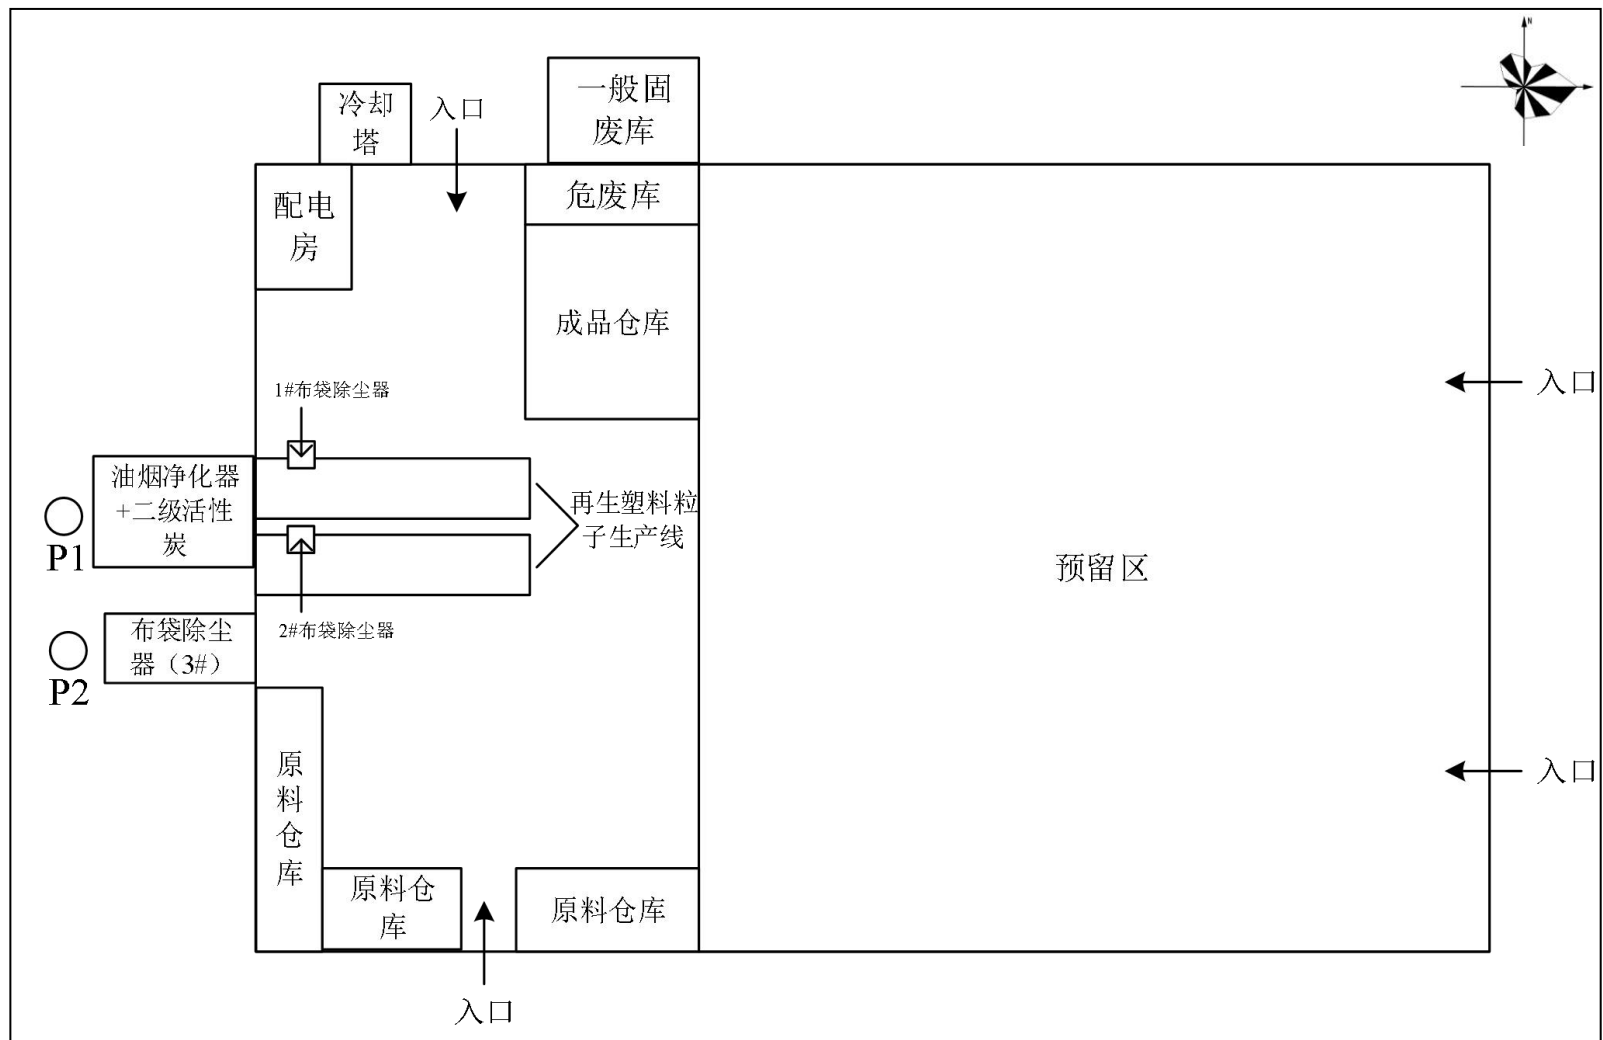 N
一般固
废库
冷却
塔
入口
配电
房
危废库
成品仓库
入口
1#布袋除尘器
油烟净化器
+二级活性
炭
P1
再生塑料粒
子生产线
预留区
2#布袋除尘器
布袋除尘
器（3#）
P2
原
料
仓
库
入口
原料仓
库
原料仓库
入口